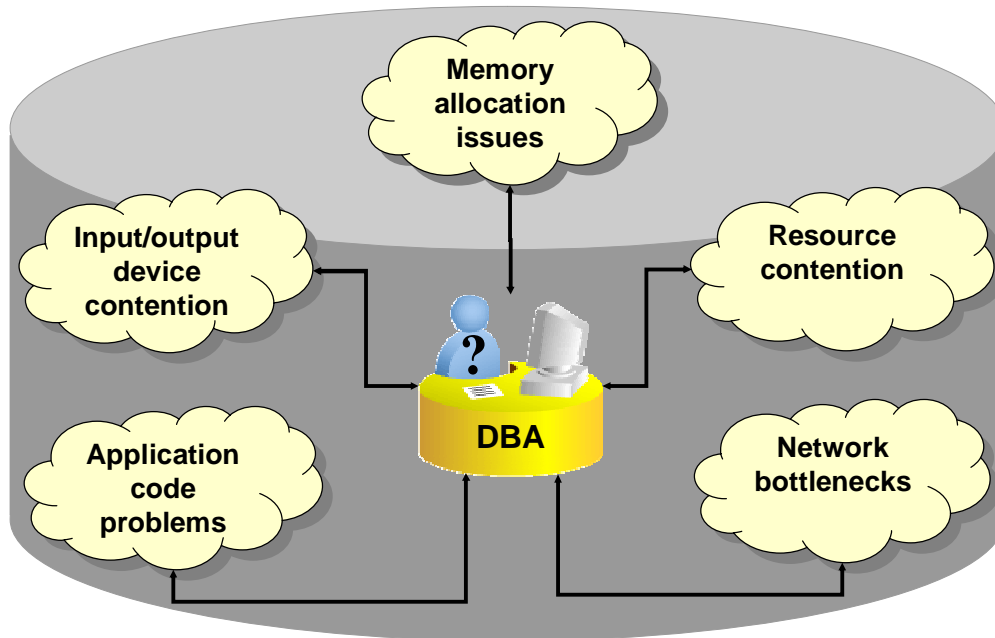 Memory
allocation
issues
Input/output
device
contention
Resource
contention
?
DBA
Application
code
problems
Network
bottlenecks